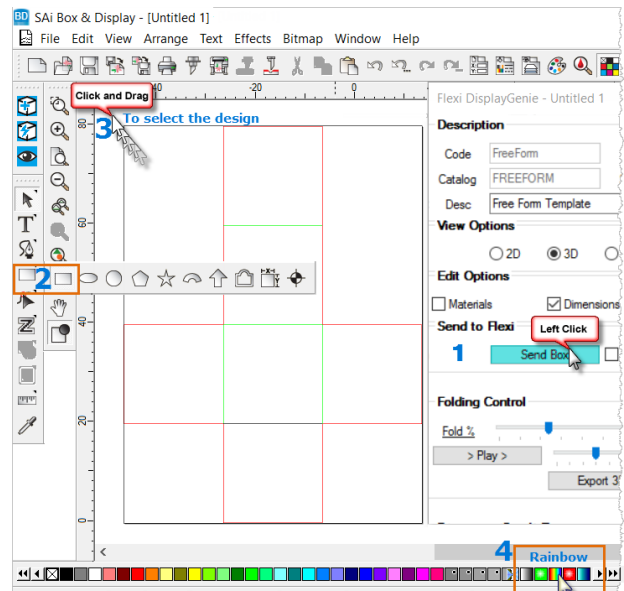 BD SAi Box & Display - [Untitled 1]
File Edit View Arrange Text Effects Bitmap Window Help
Click and Drag
40 -20 0
3 To select the design
Flexi DisplayGenie - Untitled 1
Description
Code FreeForm
Catalog FREEFORM
Desc Free Form Template
View Options
2D 3D
Edit Options
Materials Dimensions
Send to Flexi
Left Click
1 Send Box
Folding Control
Fold %
> Play >
Export 3
2
80
60
40
20
0
4 Rainbow